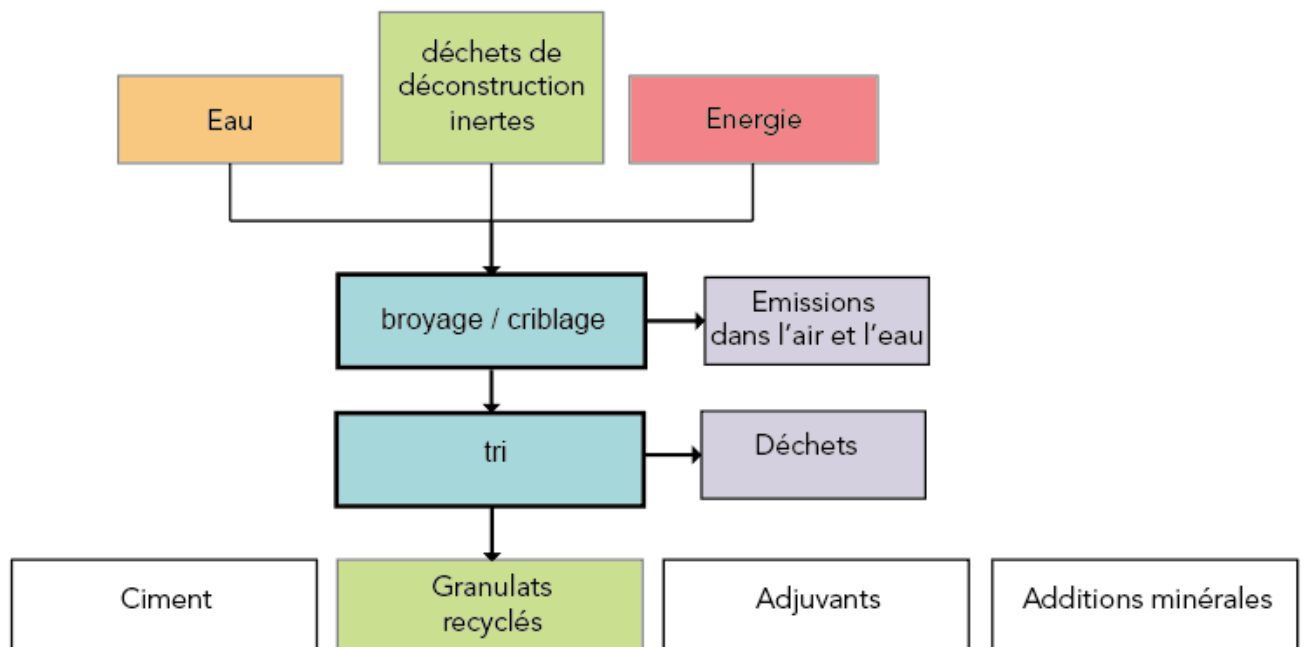 Eau
déchets de
déconstruction
inertes
Energie
broyage / criblage
Emissions
dans l'air et l'eau
tri
Déchets
Ciment
Granulats
recyclés
Adjuvants
Additions minérales